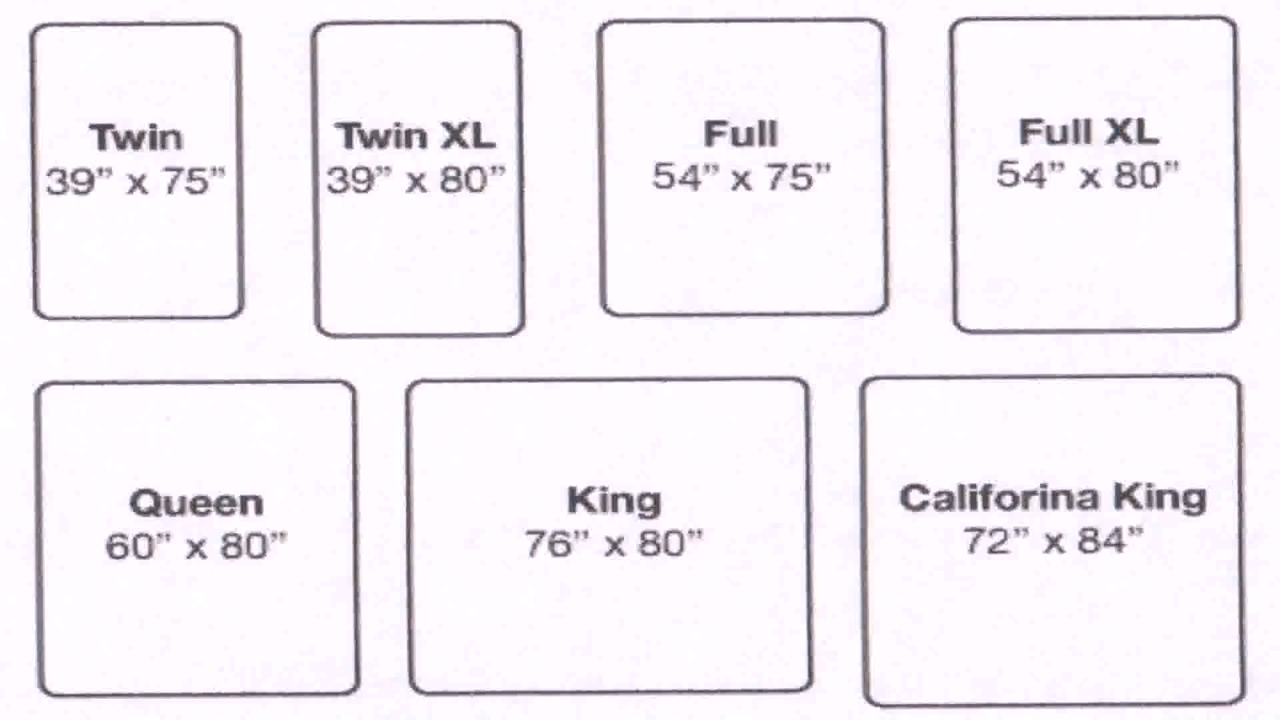 Twin
39” x 75”
Twin XL
39” x 80”
Full
54” x 75”
Full XL
54” x 80”
Queen
60” x 80”
King
76” x 80”
Califorina King
72” x 84”